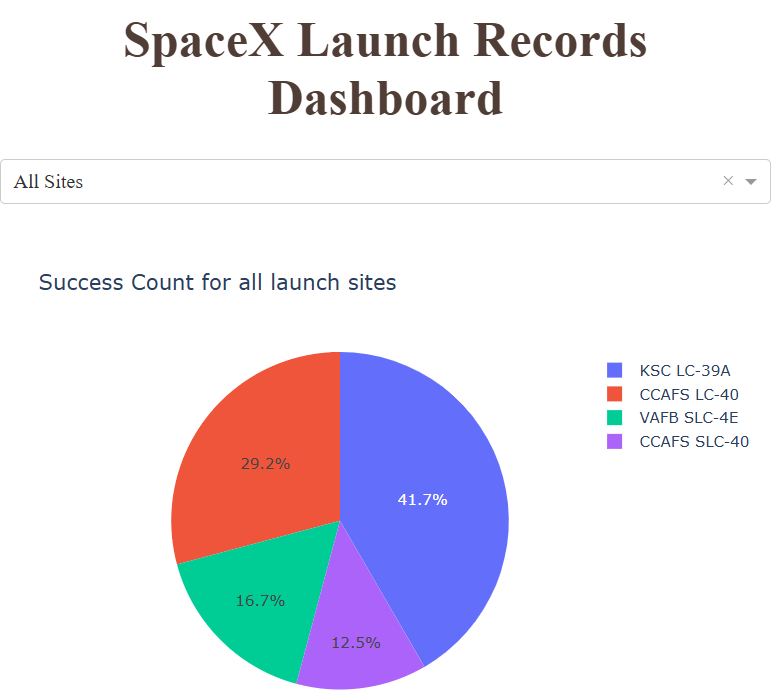 SpaceX Launch Records
Dashboard
All Sites
Success Count for all launch sites
KSC LC-39A
CCAFS LC-40
VAFB SLC-4E
CCAFS SLC-40
29.2%
41.7%
16.7%
12.5%